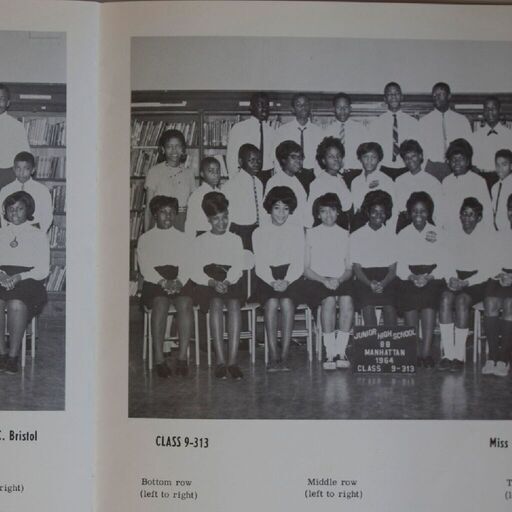 C. Bristol
right)
JUNIOR HIGH SCHOOL
88
MANHATTAN
1964
CLASS 9-313
CLASS 9-313
Miss
Bottom row
(left to right)
Middle row
(left to right)